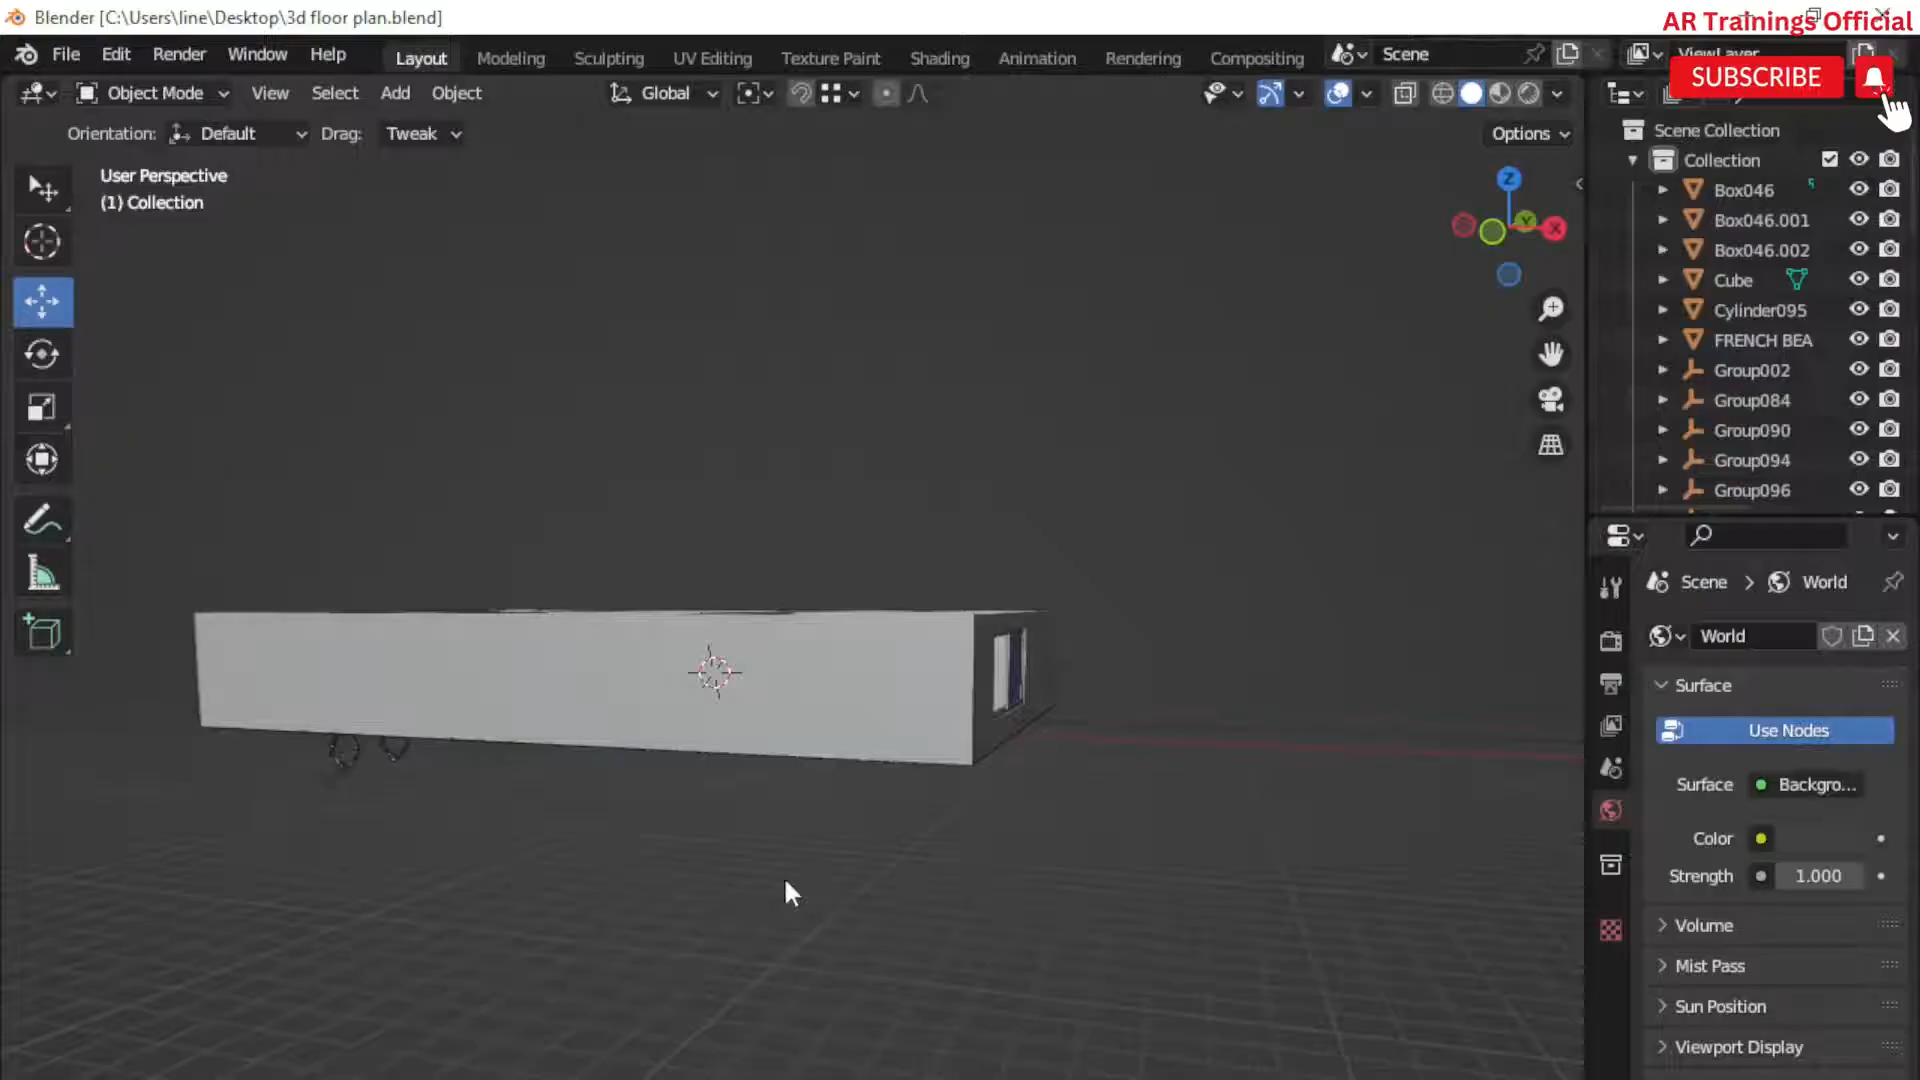 Blender [C:\Users\line\Desktop\3d floor plan.blend]
AR Trainings Official
File Edit Render Window Help Layout Modeling Sculpting UV Editing Texture Paint Shading Animation Rendering Compositing Scene ViewLayer
SUBSCRIBE
Object Mode View Select Add Object Global
Orientation: Default Drag: Tweak Options
User Perspective
(1) Collection
Z
Y
X
Scene Collection
Collection
Box046
Box046.001
Box046.002
Cube
Cylinder095
FRENCH BEA
Group002
Group084
Group090
Group094
Group096
Scene > World
World
Surface
Use Nodes
Surface Backgro...
Color
Strength 1.000
Volume
Mist Pass
Sun Position
Viewport Display